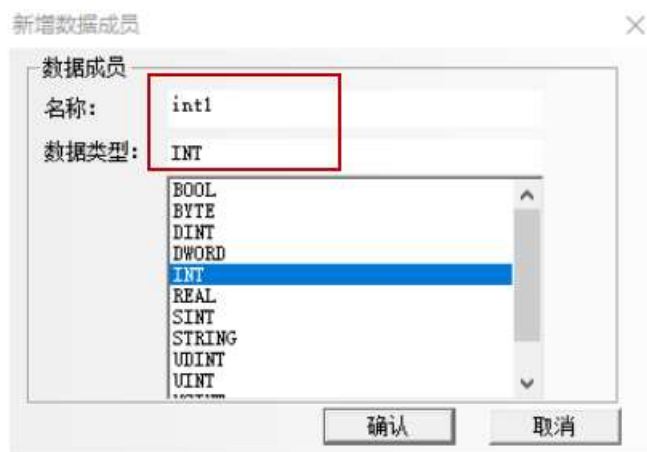 新增数据成员
数据成员
名称: int1
数据类型: INT
BOOL
BYTE
DINT
DWORD
INT
REAL
SINT
STRING
UDINT
UINT
确认 取消